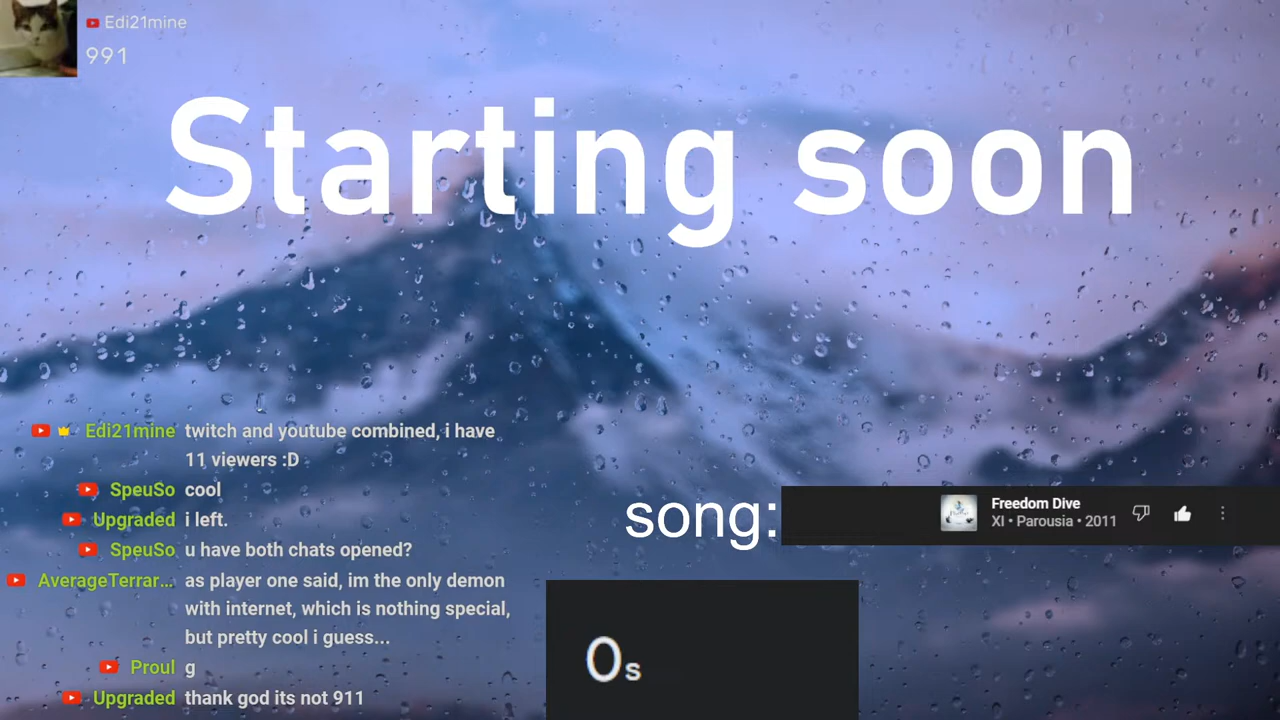 Edi21mine
991
Starting soon
Edi21mine twitch and youtube combined, i have
11 viewers :D
SpeuSo cool
Upgraded i left.
SpeuSo u have both chats opened?
AverageTerrar... as player one said, im the only demon
with internet, which is nothing special,
but pretty cool i guess...
Proul g
Upgraded thank god its not 911
song:
Freedom Dive
XI • Parousia • 2011
0s